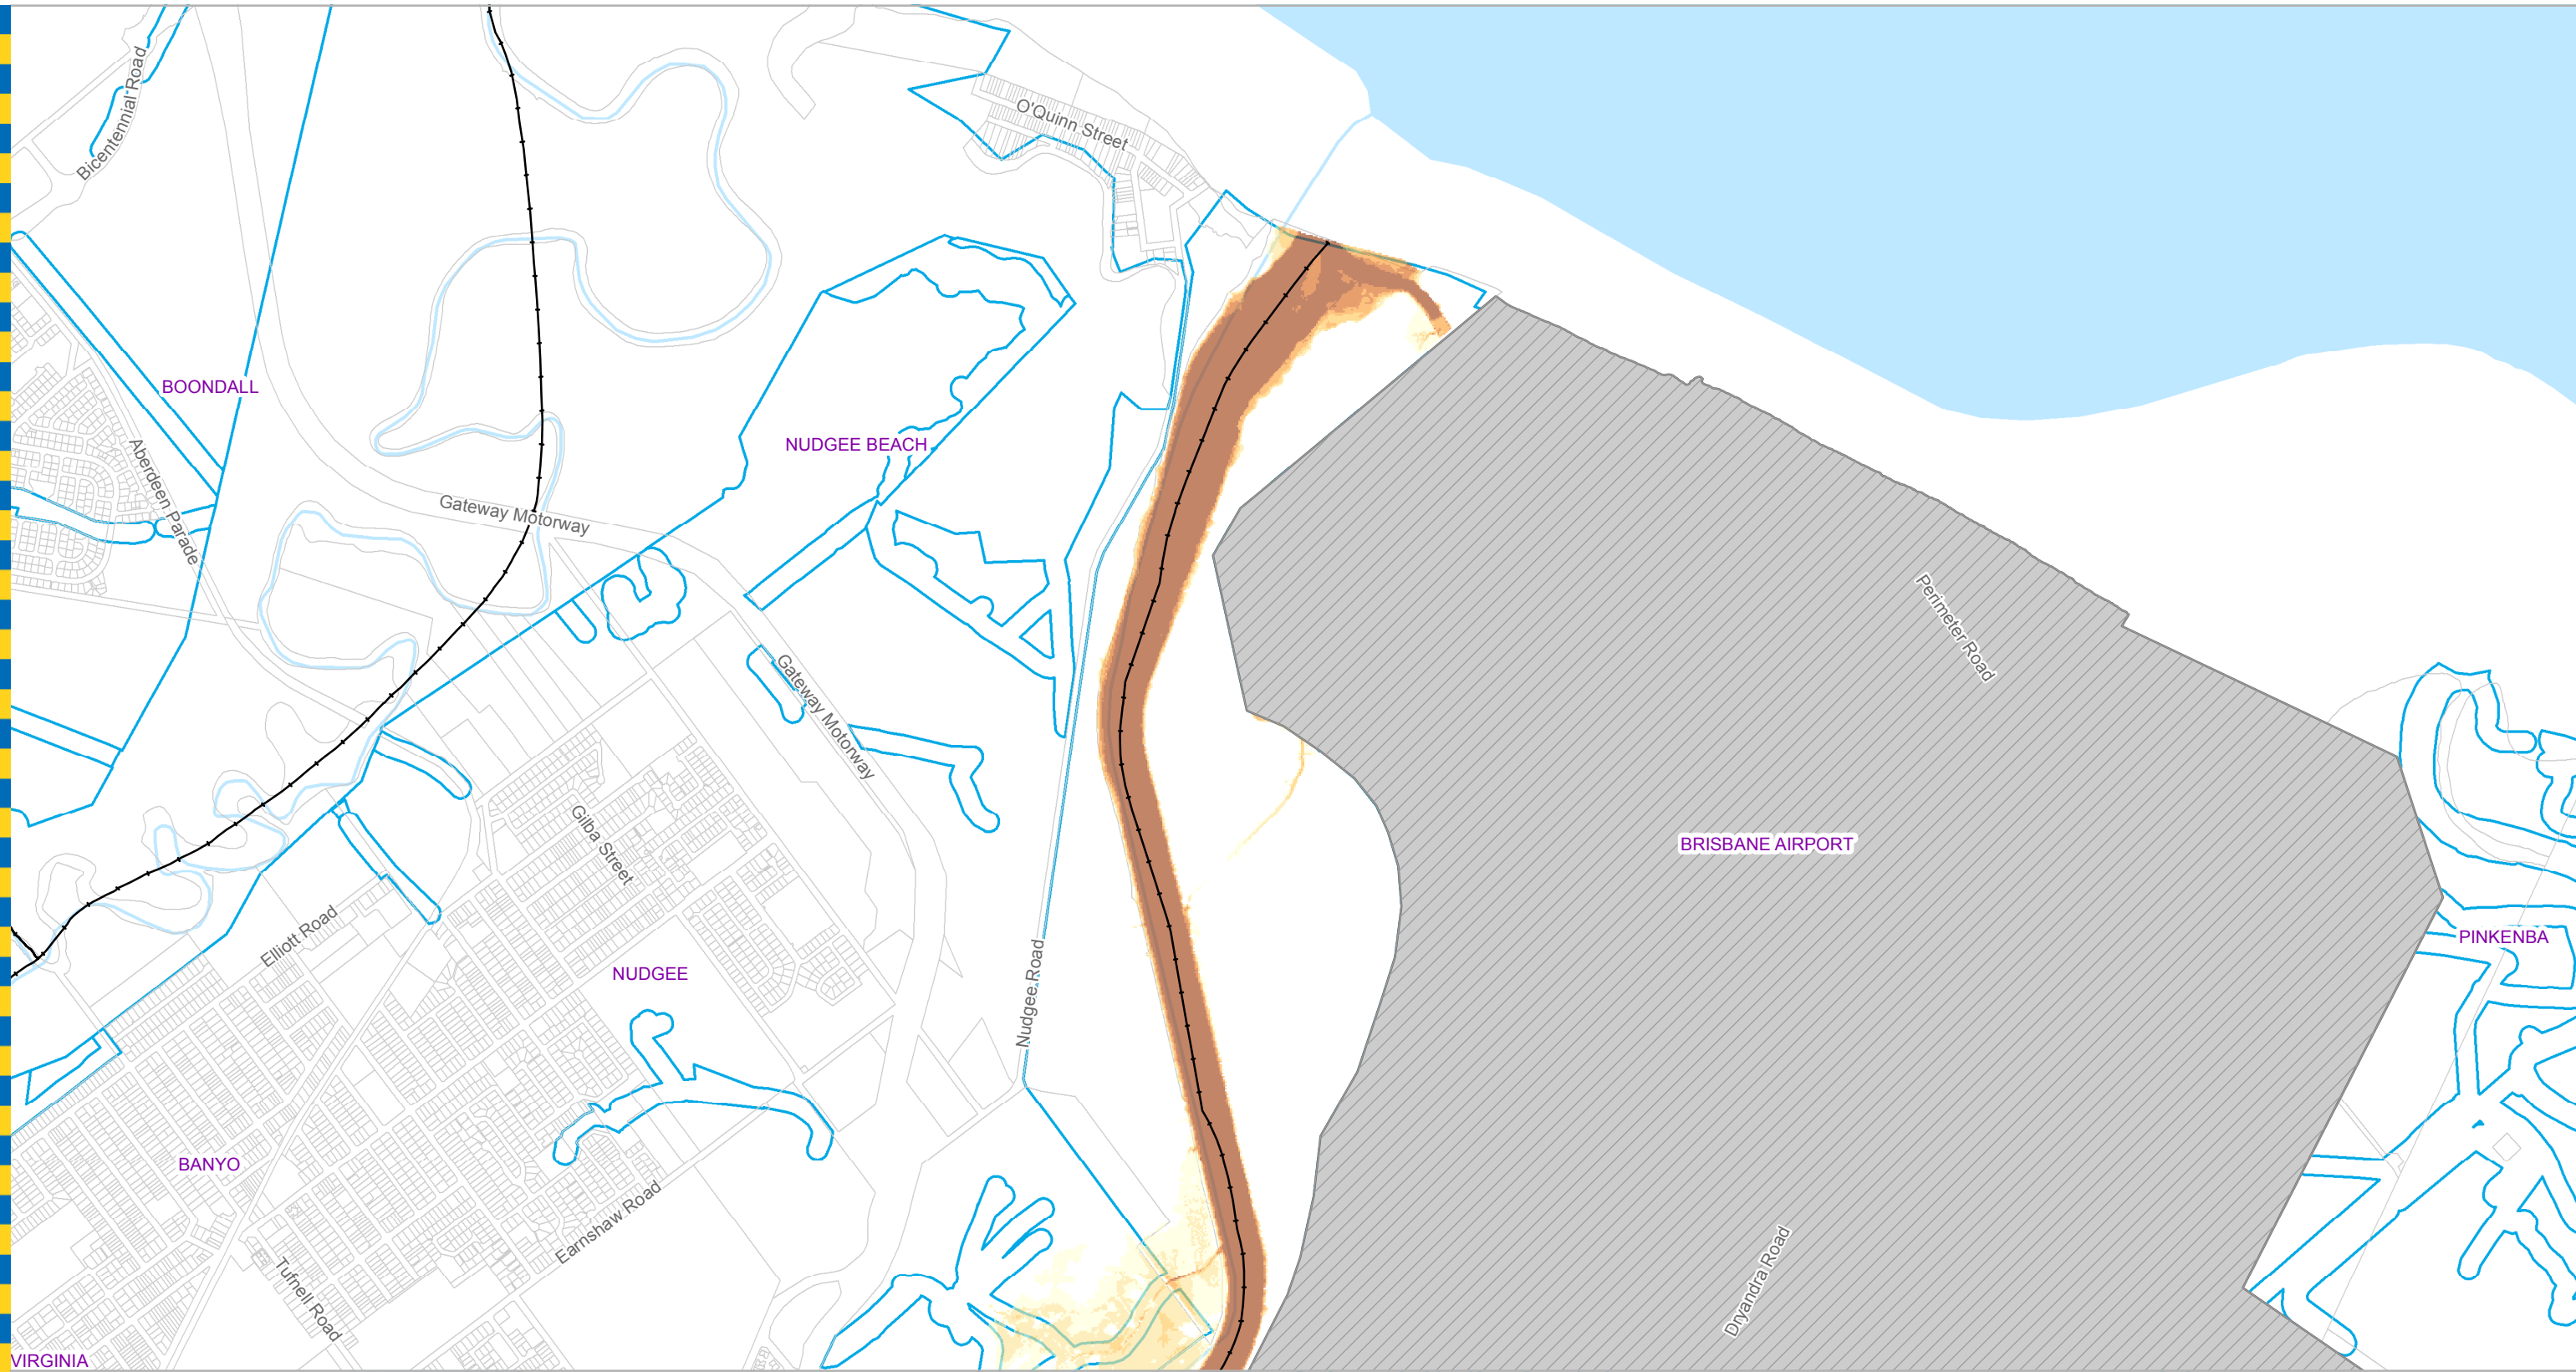 Bicentennial Road
O'Quinn Street
BOONDALL
NUDGEE BEACH
Aberdeen Parade
Gateway Motorway
Perimeter Road
Gateway Motorway
Gilba Street
BRISBANE AIRPORT
Elliott Road
PINKENBA
NUDGEE
Nudgee Road
BANYO
Earnshaw Road
Tufnell Road
Dryandra Road
VIRGINIA